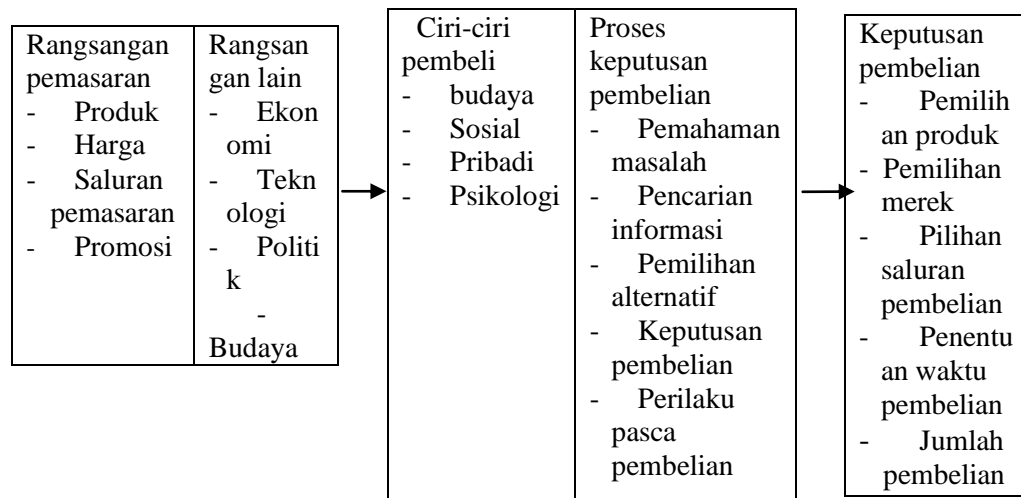 Rangsangan
pemasaran
- Produk
- Harga
- Saluran
pemasaran
- Promosi
Rangsan
gan lain
- Ekon
omi
- Tekn
ologi
- Politi
k
-
Budaya
Ciri-ciri
pembeli
- budaya
- Sosial
- Pribadi
- Psikologi
Proses
keputusan
pembelian
- Pemahaman
masalah
- Pencarian
informasi
- Pemilihan
alternatif
- Keputusan
pembelian
- Perilaku
pasca
pembelian
Keputusan
pembelian
- Pemilih
an produk
- Pemilihan
merek
- Pilihan
saluran
pembelian
- Penentu
an waktu
pembelian
- Jumlah
pembelian